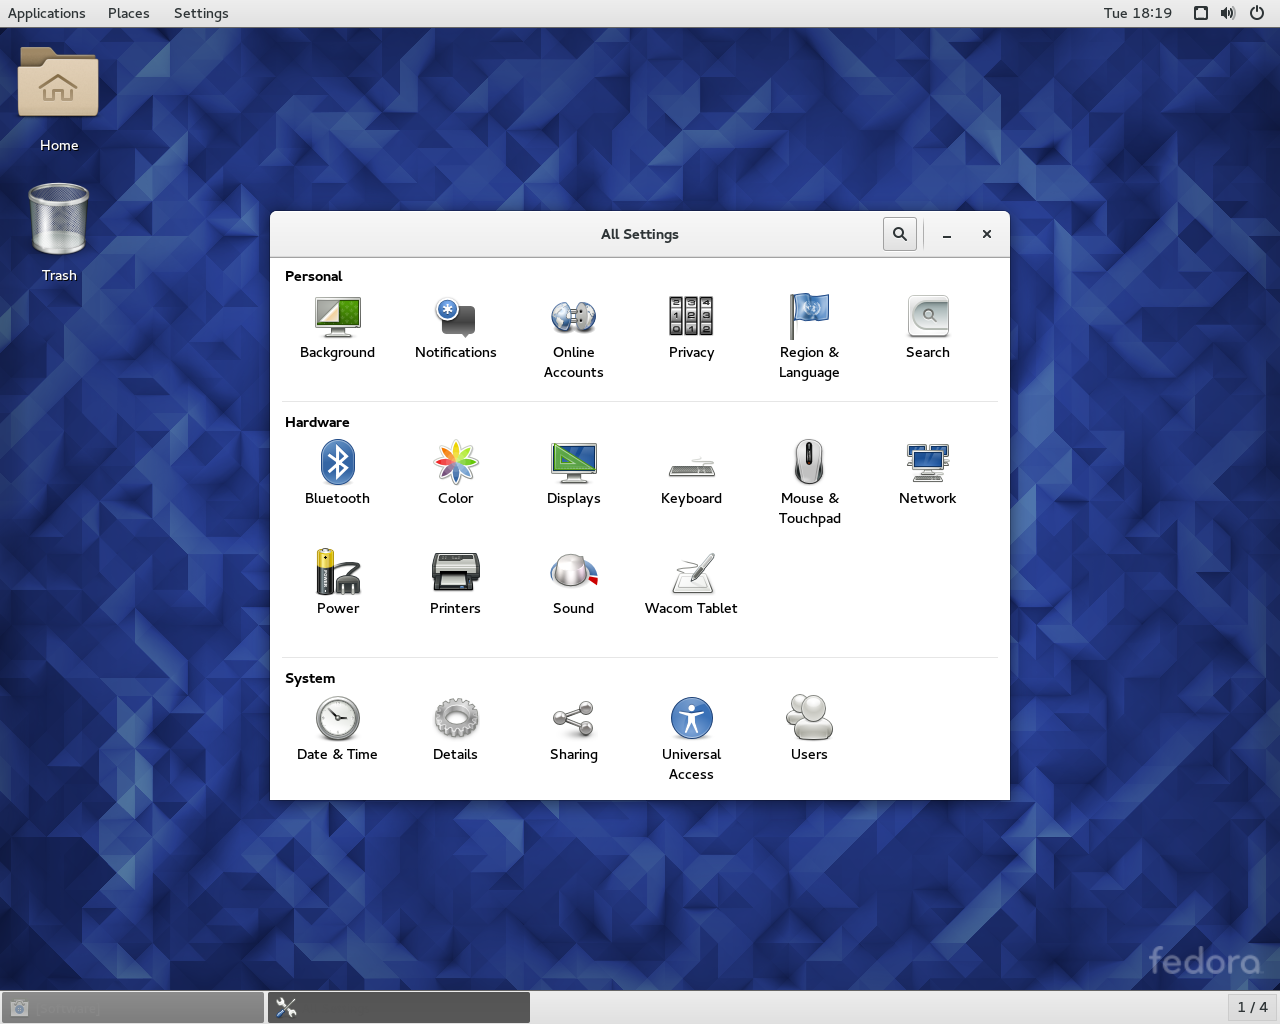 Applications Places Settings Tue 18:19
Home
Trash
All Settings
Personal
Background Notifications Online Accounts Privacy Region & Language Search
Hardware
Bluetooth Color Displays Keyboard Mouse & Touchpad Network
Power Printers Sound Wacom Tablet
System
Date & Time Details Sharing Universal Access Users
fedora
1 / 4